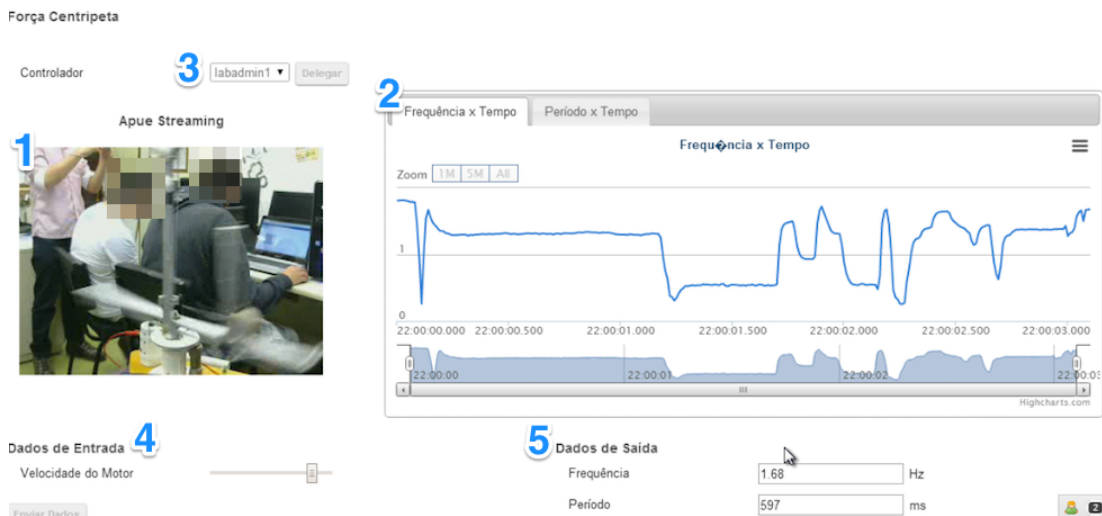 Força Centripeta
Controlador
3
labadmin1
Delegar
Apue Streaming
1
2
Frequência x Tempo
Período x Tempo
Frequ�ncia x Tempo
Zoom 1M 5M All
1
0
22:00:00.000 22:00:00.500 22:00:01.000 22:00:01.500 22:00:02.000 22:00:02.500 22:00:03.000
22:00:00 22:00:01 22:00:02 22:00:03
Highcharts.com
Dados de Entrada 4
Velocidade do Motor
Enviar Dados
5 Dados de Saída
Frequência 1.68 Hz
Período 597 ms
2